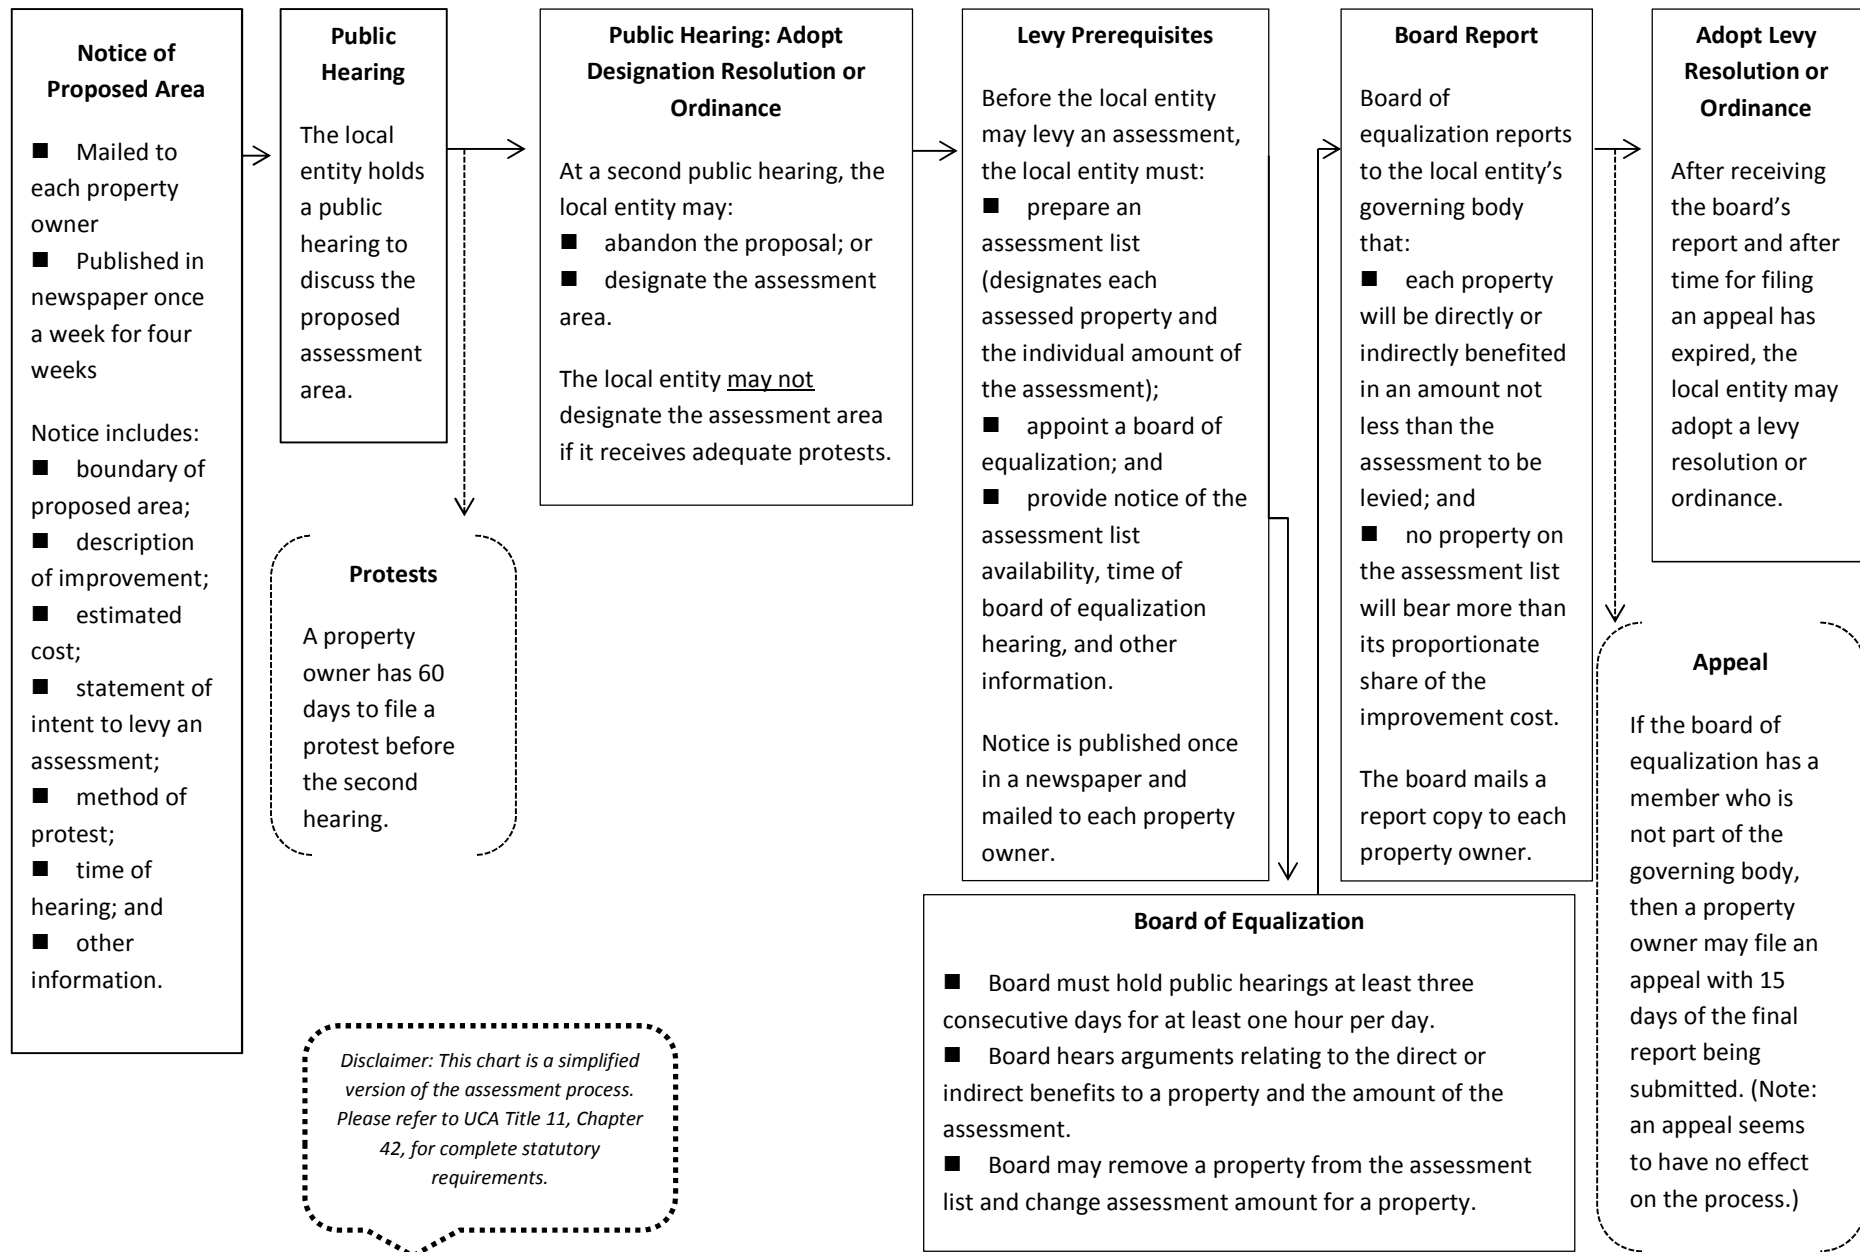 Notice of
Proposed Area
■ Mailed to
each property
owner
■ Published in
newspaper once
a week for four
weeks
Notice includes:
■ boundary of
proposed area;
■ description
of improvement;
■ estimated
cost;
■ statement of
intent to levy an
assessment;
■ method of
protest;
■ time of
hearing; and
■ other
information.
Public
Hearing
The local
entity holds
a public
hearing to
discuss the
proposed
assessment
area.
Protests
A property
owner has 60
days to file a
protest before
the second
hearing.
Public Hearing: Adopt
Designation Resolution or
Ordinance
At a second public hearing, the
local entity may:
■ abandon the proposal; or
■ designate the assessment
area.
The local entity may not
designate the assessment area
if it receives adequate protests.
Levy Prerequisites
Before the local entity
may levy an assessment,
the local entity must:
■ prepare an
assessment list
(designates each
assessed property and
the individual amount of
the assessment);
■ appoint a board of
equalization; and
■ provide notice of the
assessment list
availability, time of
board of equalization
hearing, and other
information.
Notice is published once
in a newspaper and
mailed to each property
owner.
Board of Equalization
■ Board must hold public hearings at least three
consecutive days for at least one hour per day.
■ Board hears arguments relating to the direct or
indirect benefits to a property and the amount of the
assessment.
■ Board may remove a property from the assessment
list and change assessment amount for a property.
Board Report
Board of
equalization reports
to the local entity's
governing body
that:
■ each property
will be directly or
indirectly benefited
in an amount not
less than the
assessment to be
levied; and
■ no property on
the assessment list
will bear more than
its proportionate
share of the
improvement cost.
The board mails a
report copy to each
property owner.
Adopt Levy
Resolution or
Ordinance
After receiving
the board's
report and after
time for filing
an appeal has
expired, the
local entity may
adopt a levy
resolution or
ordinance.
Appeal
If the board of
equalization has a
member who is
not part of the
governing body,
then a property
owner may file an
appeal with 15
days of the final
report being
submitted. (Note:
an appeal seems
to have no effect
on the process.)
Disclaimer: This chart is a simplified
version of the assessment process.
Please refer to UCA Title 11, Chapter
42, for complete statutory
requirements.